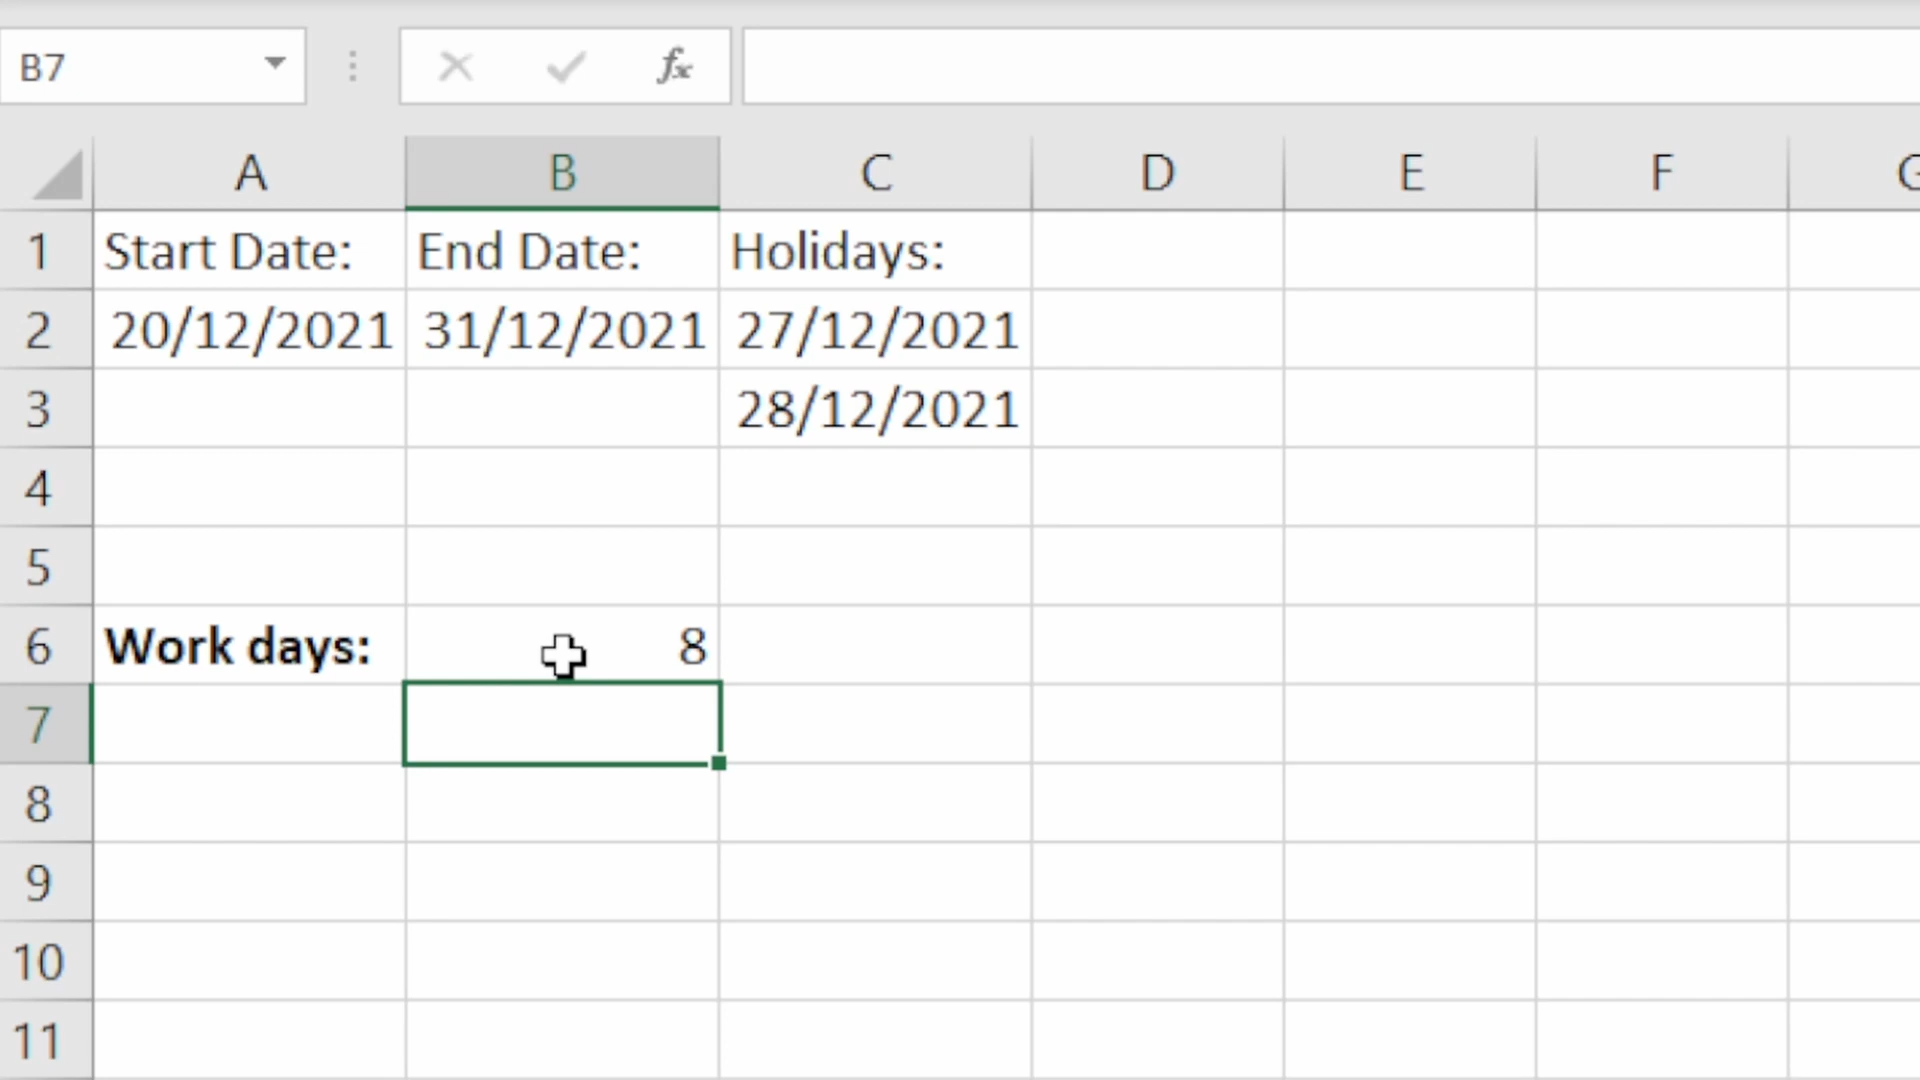 B7
fx
A B C D E F G
1 Start Date: End Date: Holidays:
2 20/12/2021 31/12/2021 27/12/2021
3 28/12/2021
4
5
6 Work days: 8
7
8
9
10
11